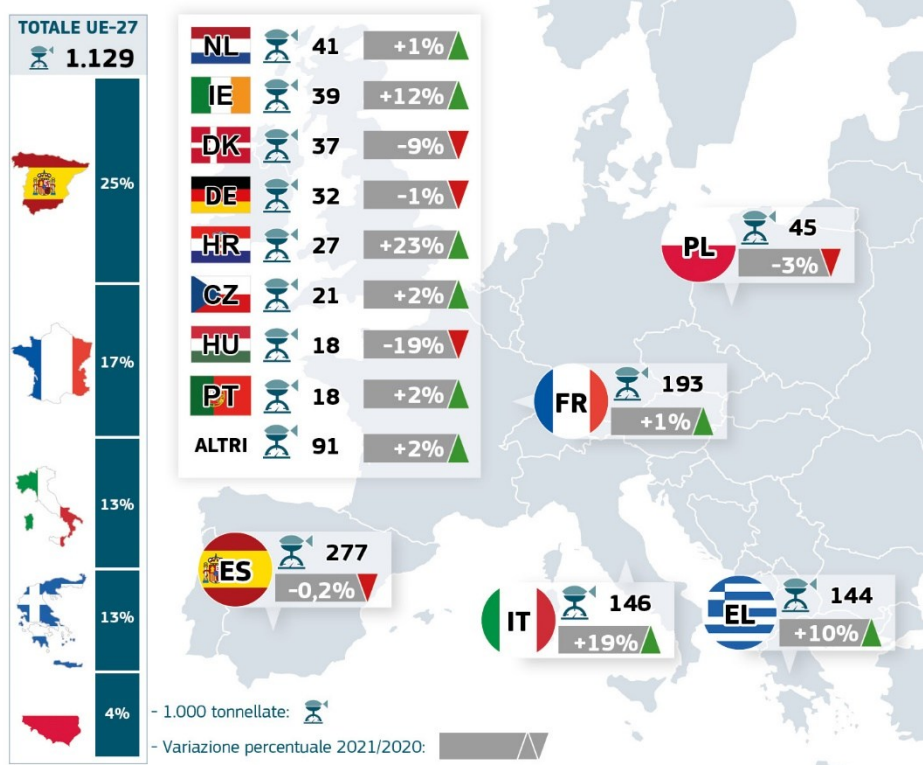 TOTALE UE-27
1.129
25%
17%
13%
13%
4%
NL 41 +1%
IE 39 +12%
DK 37 -9%
DE 32 -1%
HR 27 +23%
CZ 21 +2%
HU 18 -19%
PT 18 +2%
ALTRI 91 +2%
PL 45
-3%
FR 193
+1%
ES 277
-0,2%
IT 146
+19%
EL 144
+10%
- 1.000 tonnellate:
- Variazione percentuale 2021/2020: